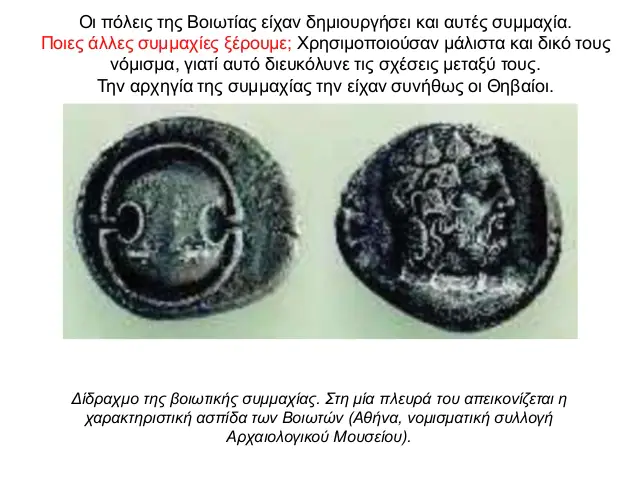 Οι πόλεις της Βοιωτίας είχαν δημιουργήσει και αυτές συμμαχία.
Ποιες άλλες συμμαχίες ξέρουμε; Χρησιμοποιούσαν μάλιστα και δικό τους
νόμισμα, γιατί αυτό διευκόλυνε τις σχέσεις μεταξύ τους.
Την αρχηγία της συμμαχίας την είχαν συνήθως οι Θηβαίοι.
Δίδραχμο της βοιωτικής συμμαχίας. Στη μία πλευρά του απεικονίζεται η
χαρακτηριστική ασπίδα των Βοιωτών (Αθήνα, νομισματική συλλογή
Αρχαιολογικού Μουσείου).